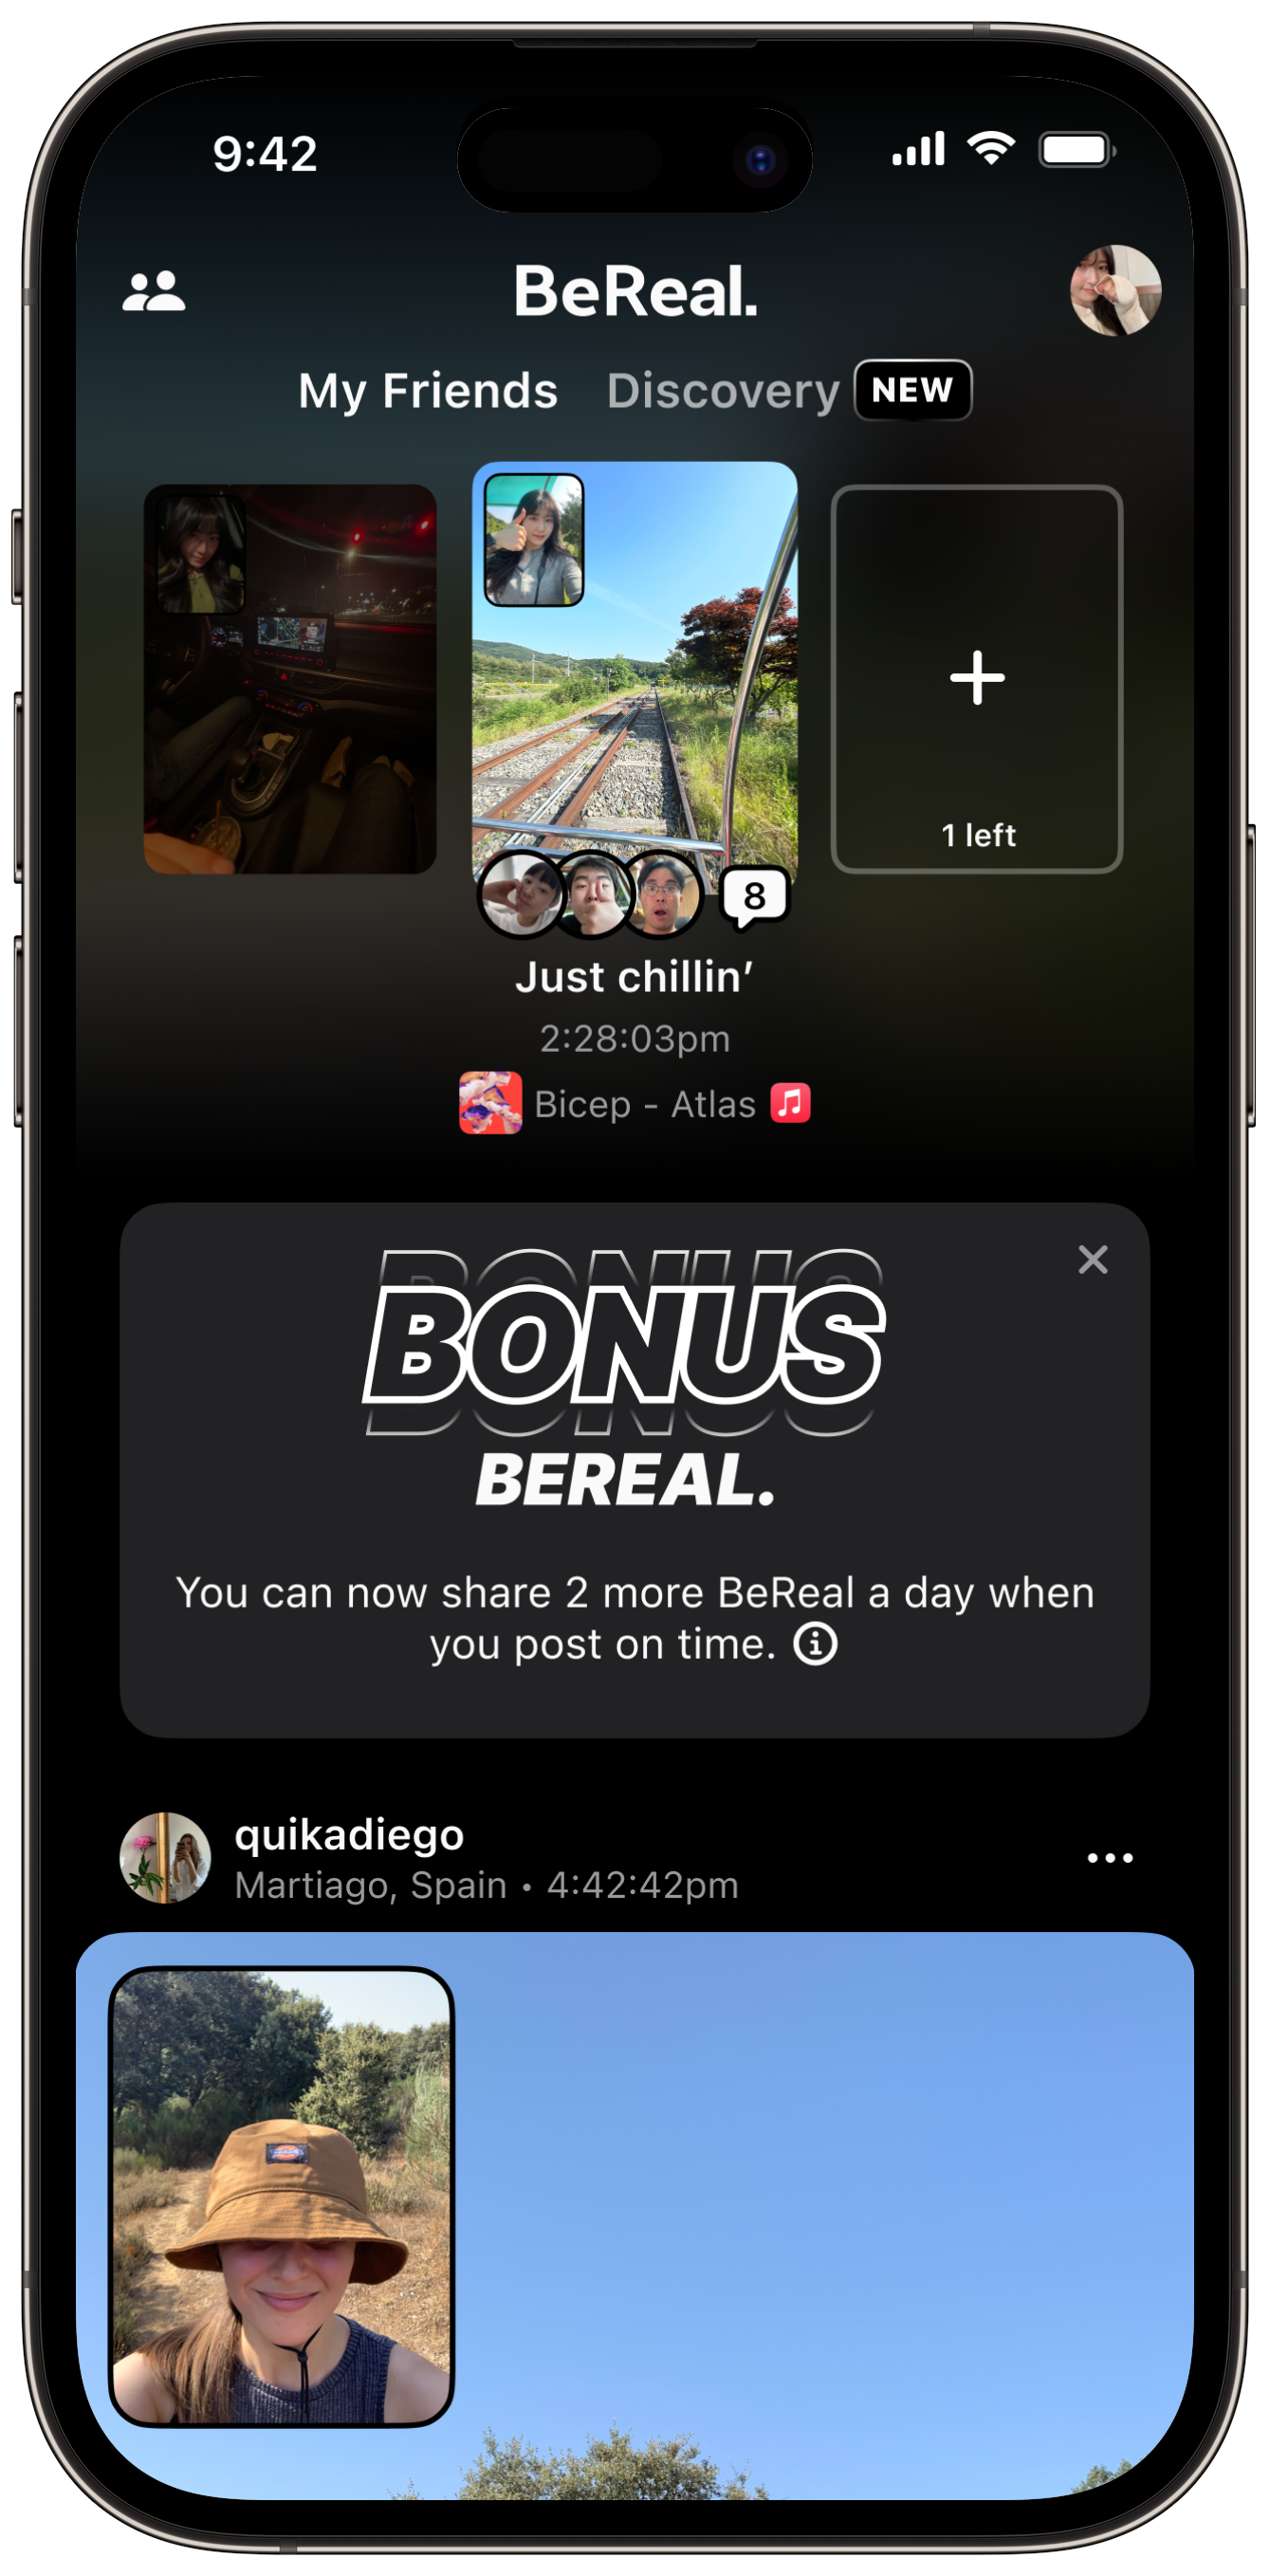 9:42
BeReal.
My Friends Discovery NEW
1 left
8
Just chillin’
2:28:03pm
Bicep - Atlas
BONUS
BEREAL.
You can now share 2 more BeReal a day when
you post on time.
quikadiego
Martiago, Spain • 4:42:42pm